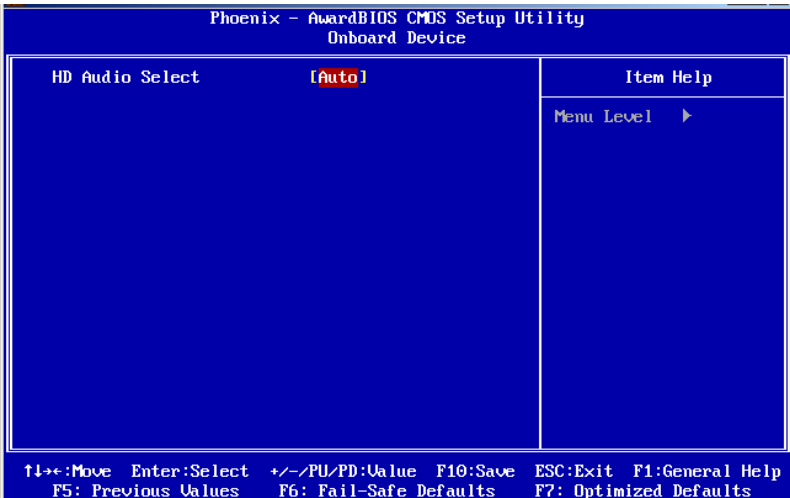 Phoenix - AwardBIOS CMOS Setup Utility
Onboard Device
HD Audio Select [Auto]
Item Help
Menu Level ▶
↑↓→←:Move Enter:Select +/-/PU/PD:Value F10:Save ESC:Exit F1:General Help
F5: Previous Values F6: Fail-Safe Defaults F7: Optimized Defaults